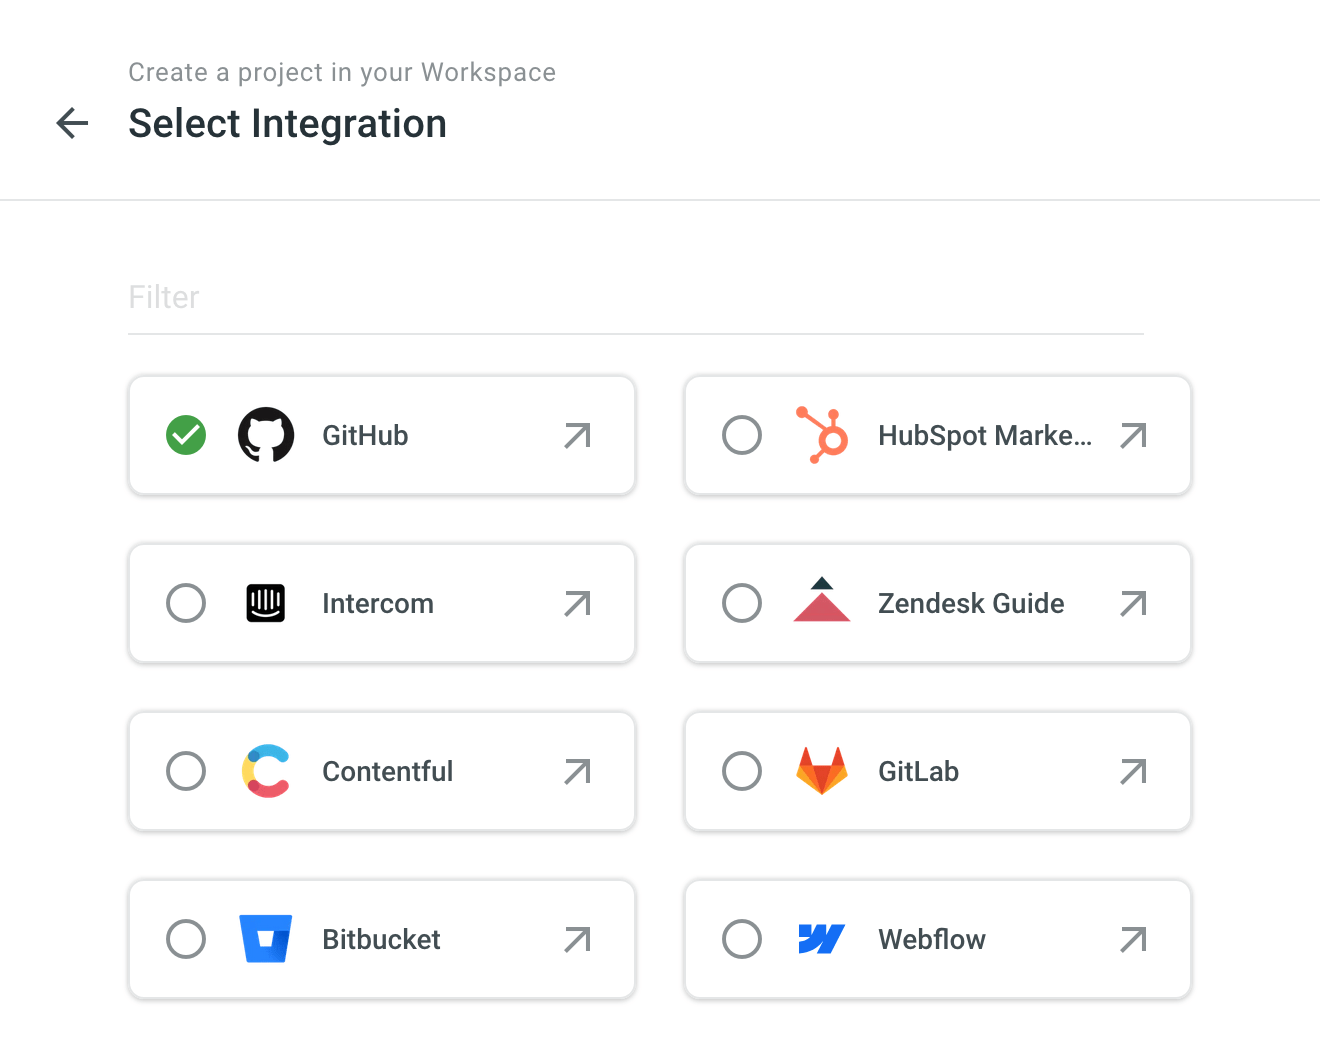 Create a project in your Workspace
Select Integration
Filter
GitHub
HubSpot Marke...
Intercom
Zendesk Guide
Contentful
GitLab
Bitbucket
Webflow